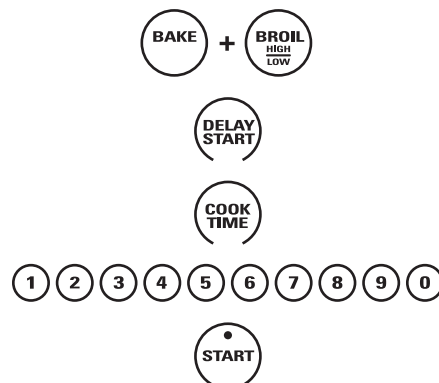 BAKE + BROIL
HIGH
LOW
DELAY
START
COOK
TIME
1 2 3 4 5 6 7 8 9 0
START